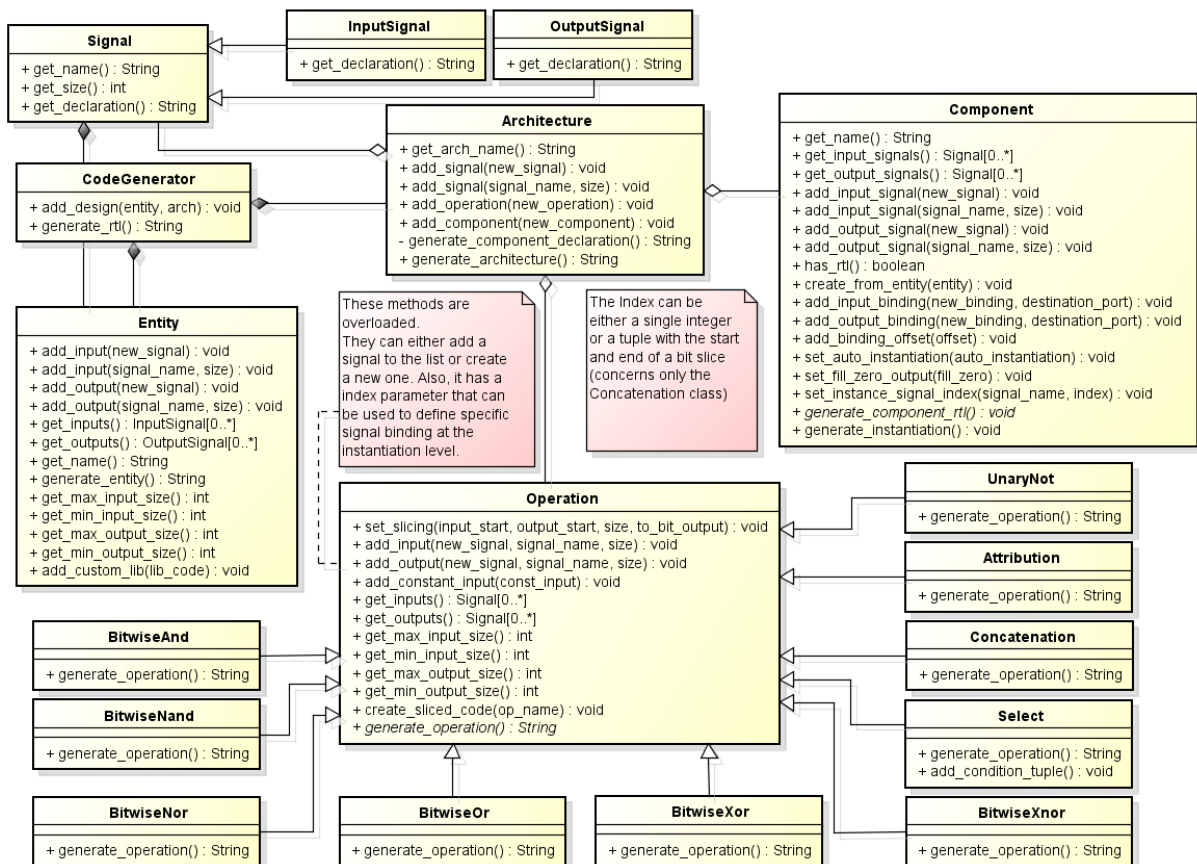 Signal
+ get_name() : String
+ get_size() : int
+ get_declaration() : String
InputSignal
+ get_declaration() : String
OutputSignal
+ get_declaration() : String
Architecture
+ get_arch_name() : String
+ add_signal(new_signal) : void
+ add_signal(signal_name, size) : void
+ add_operation(new_operation) : void
+ add_component(new_component) : void
- generate_component_declaration() : String
+ generate_architecture() : String
Component
+ get_name() : String
+ get_input_signals() : Signal[0..*]
+ get_output_signals() : Signal[0..*]
+ add_input_signal(new_signal) : void
+ add_input_signal(signal_name, size) : void
+ add_output_signal(new_signal) : void
+ add_output_signal(signal_name, size) : void
+ has_rtl() : boolean
+ create_from_entity(entity) : void
+ add_input_binding(new_binding, destination_port) : void
+ add_output_binding(new_binding, destination_port) : void
+ add_binding_offset(offset) : void
+ set_auto_instantiation(auto_instantiation) : void
+ set_fill_zero_output(fill_zero) : void
+ set_instance_signal_index(signal_name, index) : void
+ generate_component_rtl() : void
+ generate_instantiation() : void
CodeGenerator
+ add_design(entity, arch) : void
+ generate_rtl() : String
Entity
+ add_input(new_signal) : void
+ add_input(signal_name, size) : void
+ add_output(new_signal) : void
+ add_output(signal_name, size) : void
+ get_inputs() : InputSignal[0..*]
+ get_outputs() : OutputSignal[0..*]
+ get_name() : String
+ generate_entity() : String
+ get_max_input_size() : int
+ get_min_input_size() : int
+ get_max_output_size() : int
+ get_min_output_size() : int
+ add_custom_lib(lib_code) : void
These methods are
overloaded.
They can either add a
signal to the list or create
a new one. Also, it has a
index parameter that can
be used to define specific
signal binding at the
instantiation level.
The Index can be
either a single integer
or a tuple with the start
and end of a bit slice
(concerns only the
Concatenation class)
Operation
+ set_slicing(input_start, output_start, size, to_bit_output) : void
+ add_input(new_signal, signal_name, size) : void
+ add_output(new_signal, signal_name, size) : void
+ add_constant_input(const_input) : void
+ get_inputs() : Signal[0..*]
+ get_outputs() : Signal[0..*]
+ get_max_input_size() : int
+ get_min_input_size() : int
+ get_max_output_size() : int
+ get_min_output_size() : int
+ create_sliced_code(op_name) : void
+ generate_operation() : String
UnaryNot
+ generate_operation() : String
Attribution
+ generate_operation() : String
Concatenation
+ generate_operation() : String
Select
+ generate_operation() : String
+ add_condition_tuple() : void
BitwiseAnd
+ generate_operation() : String
BitwiseNand
+ generate_operation() : String
BitwiseNor
+ generate_operation() : String
BitwiseOr
+ generate_operation() : String
BitwiseXor
+ generate_operation() : String
BitwiseXnor
+ generate_operation() : String